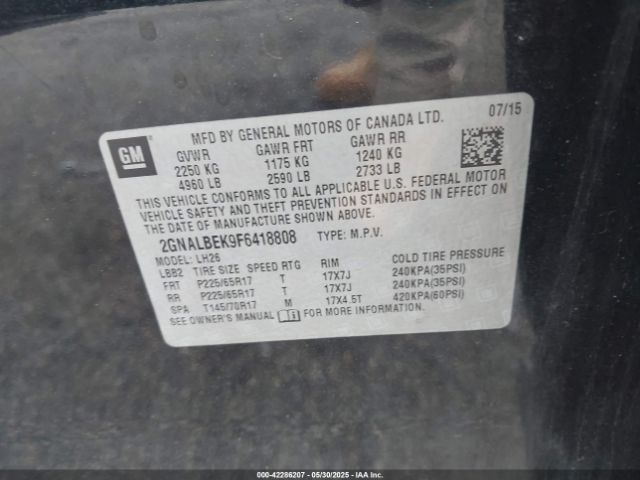 MFD BY GENERAL MOTORS OF CANADA LTD. 07/15
GM
GVWR GAWR FRT GAWR RR
2250 KG 1175 KG 1240 KG
4960 LB 2590 LB 2733 LB
THIS VEHICLE CONFORMS TO ALL APPLICABLE U.S. FEDERAL MOTOR
VEHICLE SAFETY AND THEFT PREVENTION STANDARDS IN EFFECT ON
THE DATE OF MANUFACTURE SHOWN ABOVE.
2GNALBEK9F6418808 TYPE: M.P.V.
MODEL: LH26
LBB2 TIRE SIZE SPEED RTG RIM COLD TIRE PRESSURE
FRT P225/65R17 T 17X7J 240KPA(35PSI)
RR P225/65R17 T 17X7J 240KPA(35PSI)
SPA T145/70R17 M 17X4.5T 420KPA(60PSI)
SEE OWNER'S MANUAL FOR MORE INFORMATION.
000-42286207 - 05/30/2025 - IAAI.COM - COPART